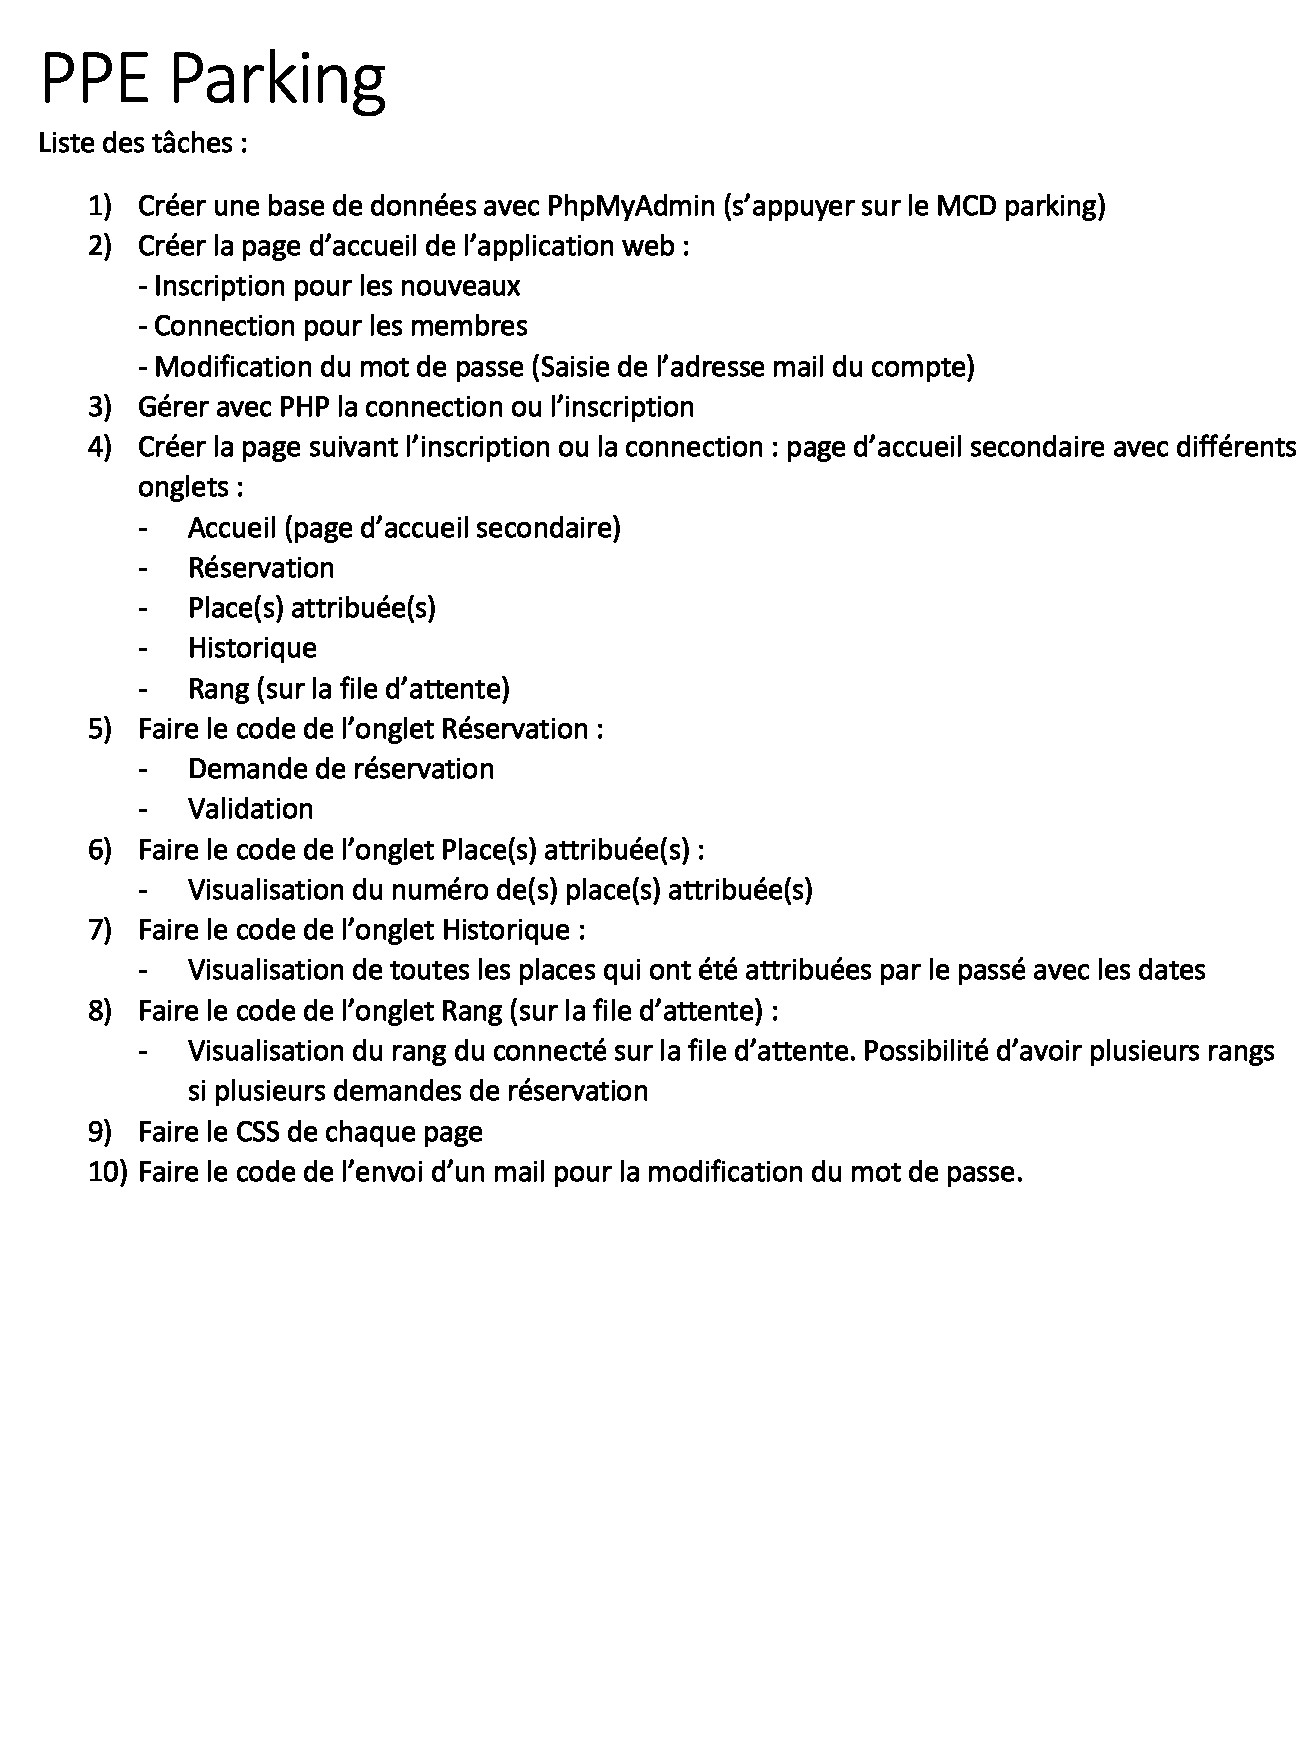 PPE Parking
Liste des tâches :
1) Créer une base de données avec PhpMyAdmin (s’appuyer sur le MCD parking)
2) Créer la page d’accueil de l’application web :
- Inscription pour les nouveaux
- Connection pour les membres
- Modification du mot de passe (Saisie de l’adresse mail du compte)
3) Gérer avec PHP la connection ou l’inscription
4) Créer la page suivant l’inscription ou la connection : page d’accueil secondaire avec différents
onglets :
- Accueil (page d’accueil secondaire)
- Réservation
- Place(s) attribuée(s)
- Historique
- Rang (sur la file d’attente)
5) Faire le code de l’onglet Réservation :
- Demande de réservation
- Validation
6) Faire le code de l’onglet Place(s) attribuée(s) :
- Visualisation du numéro de(s) place(s) attribuée(s)
7) Faire le code de l’onglet Historique :
- Visualisation de toutes les places qui ont été attribuées par le passé avec les dates
8) Faire le code de l’onglet Rang (sur la file d’attente) :
- Visualisation du rang du connecté sur la file d’attente. Possibilité d’avoir plusieurs rangs
si plusieurs demandes de réservation
9) Faire le CSS de chaque page
10) Faire le code de l’envoi d’un mail pour la modification du mot de passe.